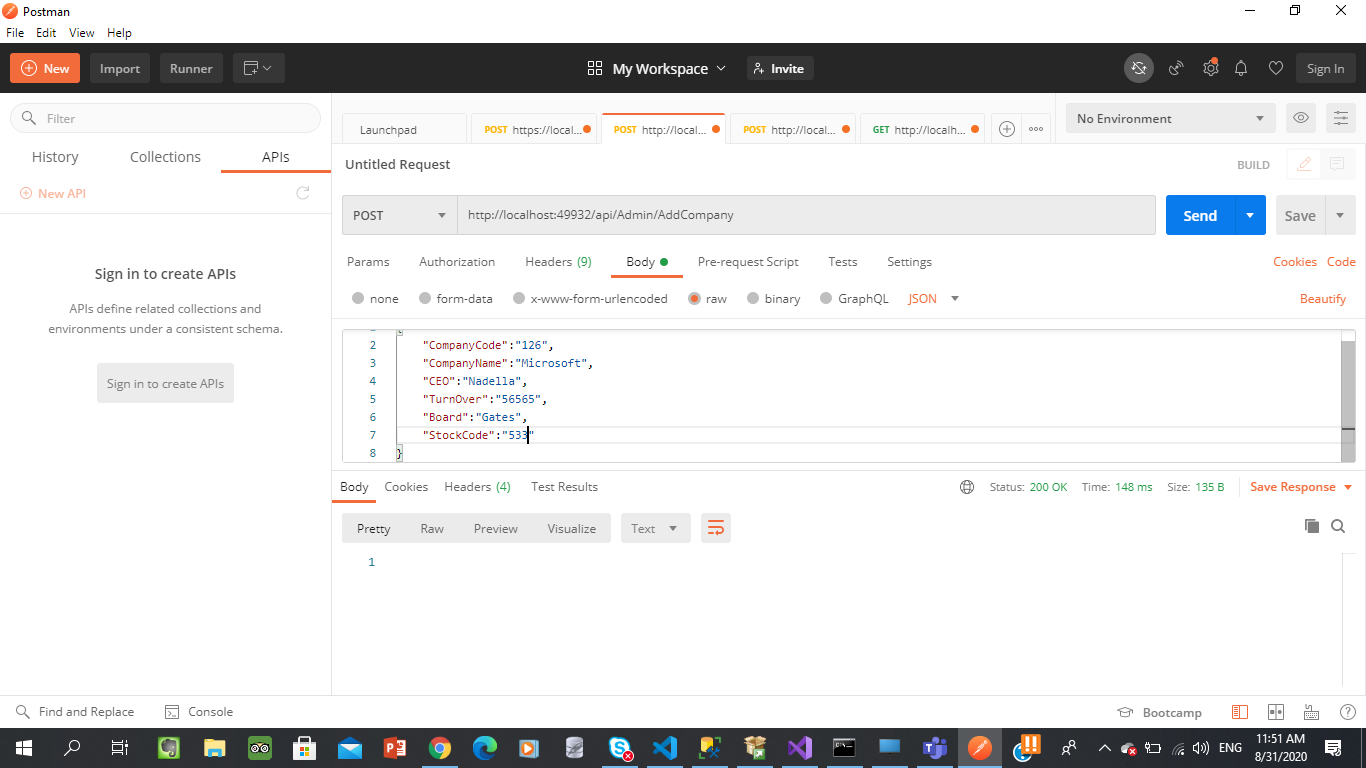 Postman
File Edit View Help
New Import Runner My Workspace Invite Sign In
Filter
History Collections APIs
New API
Sign in to create APIs
APIs define related collections and
environments under a consistent schema.
Sign in to create APIs
Launchpad POST https://local... POST http://local... POST http://local... GET http://localh... No Environment
Untitled Request BUILD
POST http://localhost:49932/api/Admin/AddCompany Send Save
Params Authorization Headers (9) Body Pre-request Script Tests Settings Cookies Code
none form-data x-www-form-urlencoded raw binary GraphQL JSON Beautify
2 "CompanyCode":"126",
3 "CompanyName":"Microsoft",
4 "CEO":"Nadella",
5 "TurnOver":"56565",
6 "Board":"Gates",
7 "StockCode":"533"
8 }
Body Cookies Headers (4) Test Results Status: 200 OK Time: 148 ms Size: 135 B Save Response
Pretty Raw Preview Visualize Text
1
Find and Replace Console Bootcamp
ENG 11:51 AM
8/31/2020